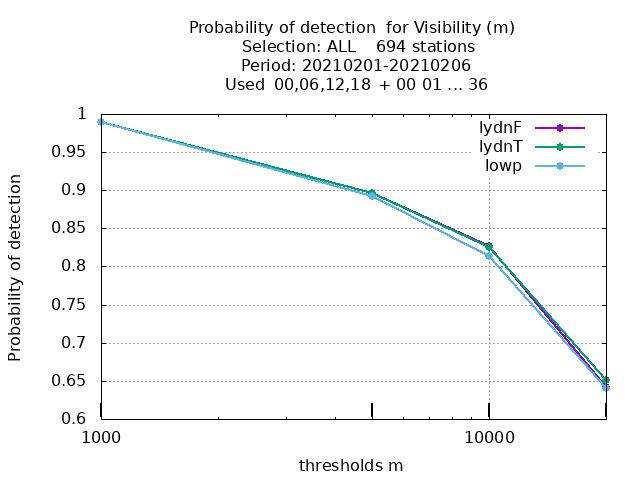 Probability of detection  for Visibility (m)
Selection: ALL    694 stations
Period: 20210201-20210206
Used  00,06,12,18  + 00 01 ... 36
lydnF
lydnT
lowp
Probability of detection
1
0.95
0.9
0.85
0.8
0.75
0.7
0.65
0.6
1000
10000
thresholds m